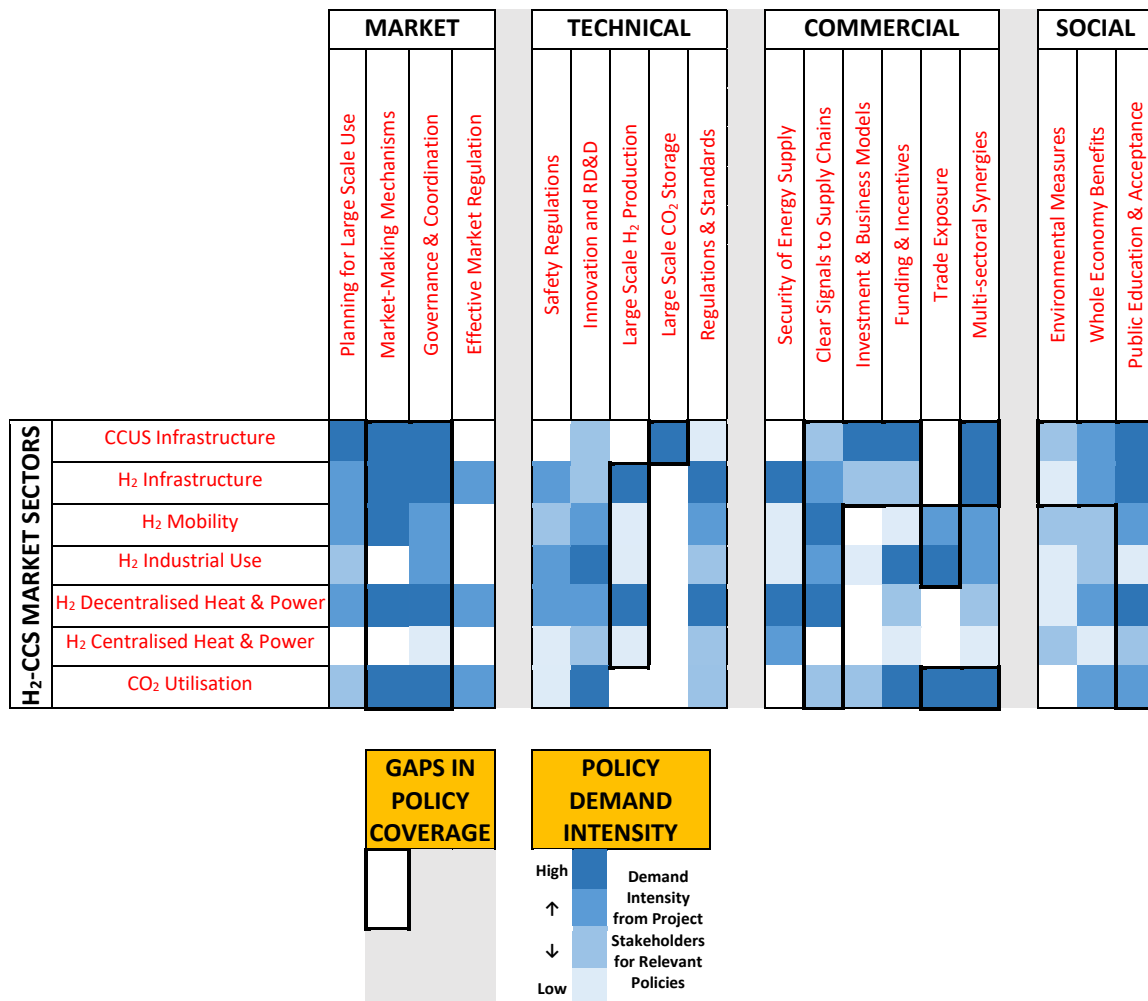 MARKET
TECHNICAL
COMMERCIAL
SOCIAL
Planning for Large Scale Use
Market-Making Mechanisms
Governance & Coordination
Effective Market Regulation
Safety Regulations
Innovation and RD&D
Large Scale H₂ Production
Large Scale CO₂ Storage
Regulations & Standards
Security of Energy Supply
Clear Signals to Supply Chains
Investment & Business Models
Funding & Incentives
Trade Exposure
Multi-sectoral Synergies
Environmental Measures
Whole Economy Benefits
Public Education & Acceptance
H₂-CCS MARKET SECTORS
CCUS Infrastructure
H₂ Infrastructure
H₂ Mobility
H₂ Industrial Use
H₂ Decentralised Heat & Power
H₂ Centralised Heat & Power
CO₂ Utilisation
GAPS IN
POLICY
COVERAGE
POLICY
DEMAND
INTENSITY
High
↑
↓
Low
Demand
Intensity
from Project
Stakeholders
for Relevant
Policies